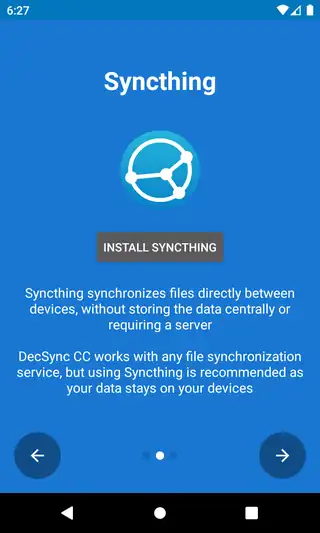 6:27
Syncthing
INSTALL SYNCTHING
Syncthing synchronizes files directly between
devices, without storing the data centrally or
requiring a server
DecSync CC works with any file synchronization
service, but using Syncthing is recommended as
your data stays on your devices